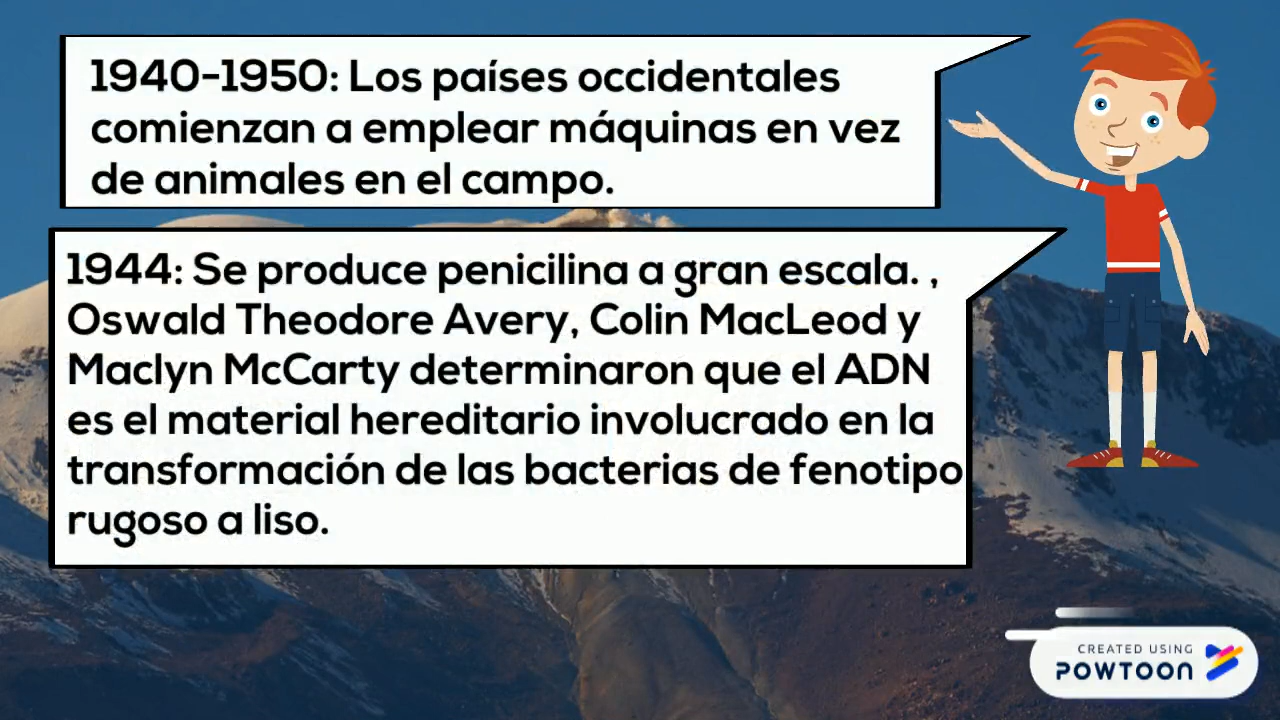 1940-1950: Los países occidentales
comienzan a emplear máquinas en vez
de animales en el campo.
1944: Se produce penicilina a gran escala. ,
Oswald Theodore Avery, Colin MacLeod y
Maclyn McCarty determinaron que el ADN
es el material hereditario involucrado en la
transformación de las bacterias de fenotipo
rugoso a liso.
CREATED USING
POWTOON